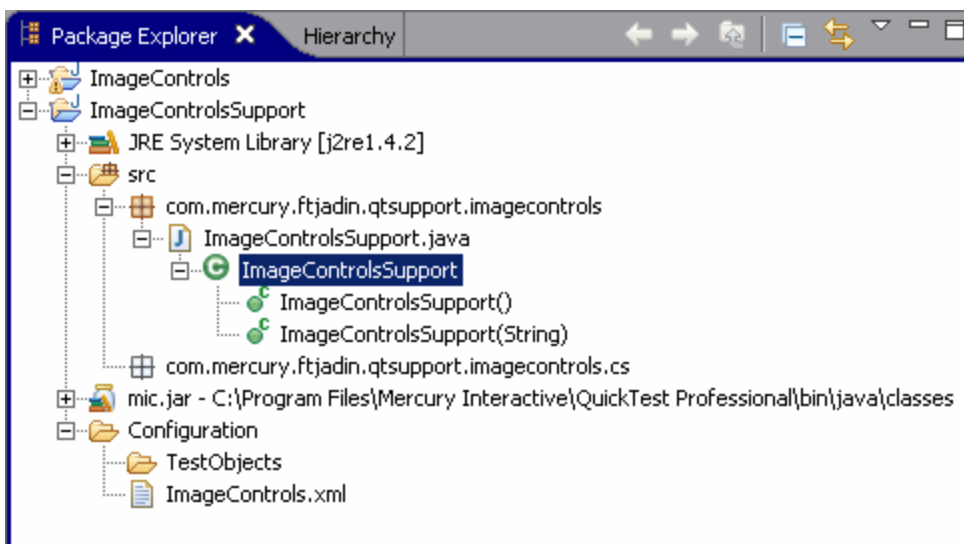 Package Explorer Hierarchy
ImageControls
ImageControlsSupport
JRE System Library [j2re1.4.2]
src
com.mercury.ftjadin.qtsupport.imagecontrols
ImageControlsSupport.java
ImageControlsSupport
ImageControlsSupport()
ImageControlsSupport(String)
com.mercury.ftjadin.qtsupport.imagecontrols.cs
mic.jar - C:\Program Files\Mercury Interactive\QuickTest Professional\bin\java\classes
Configuration
TestObjects
ImageControls.xml